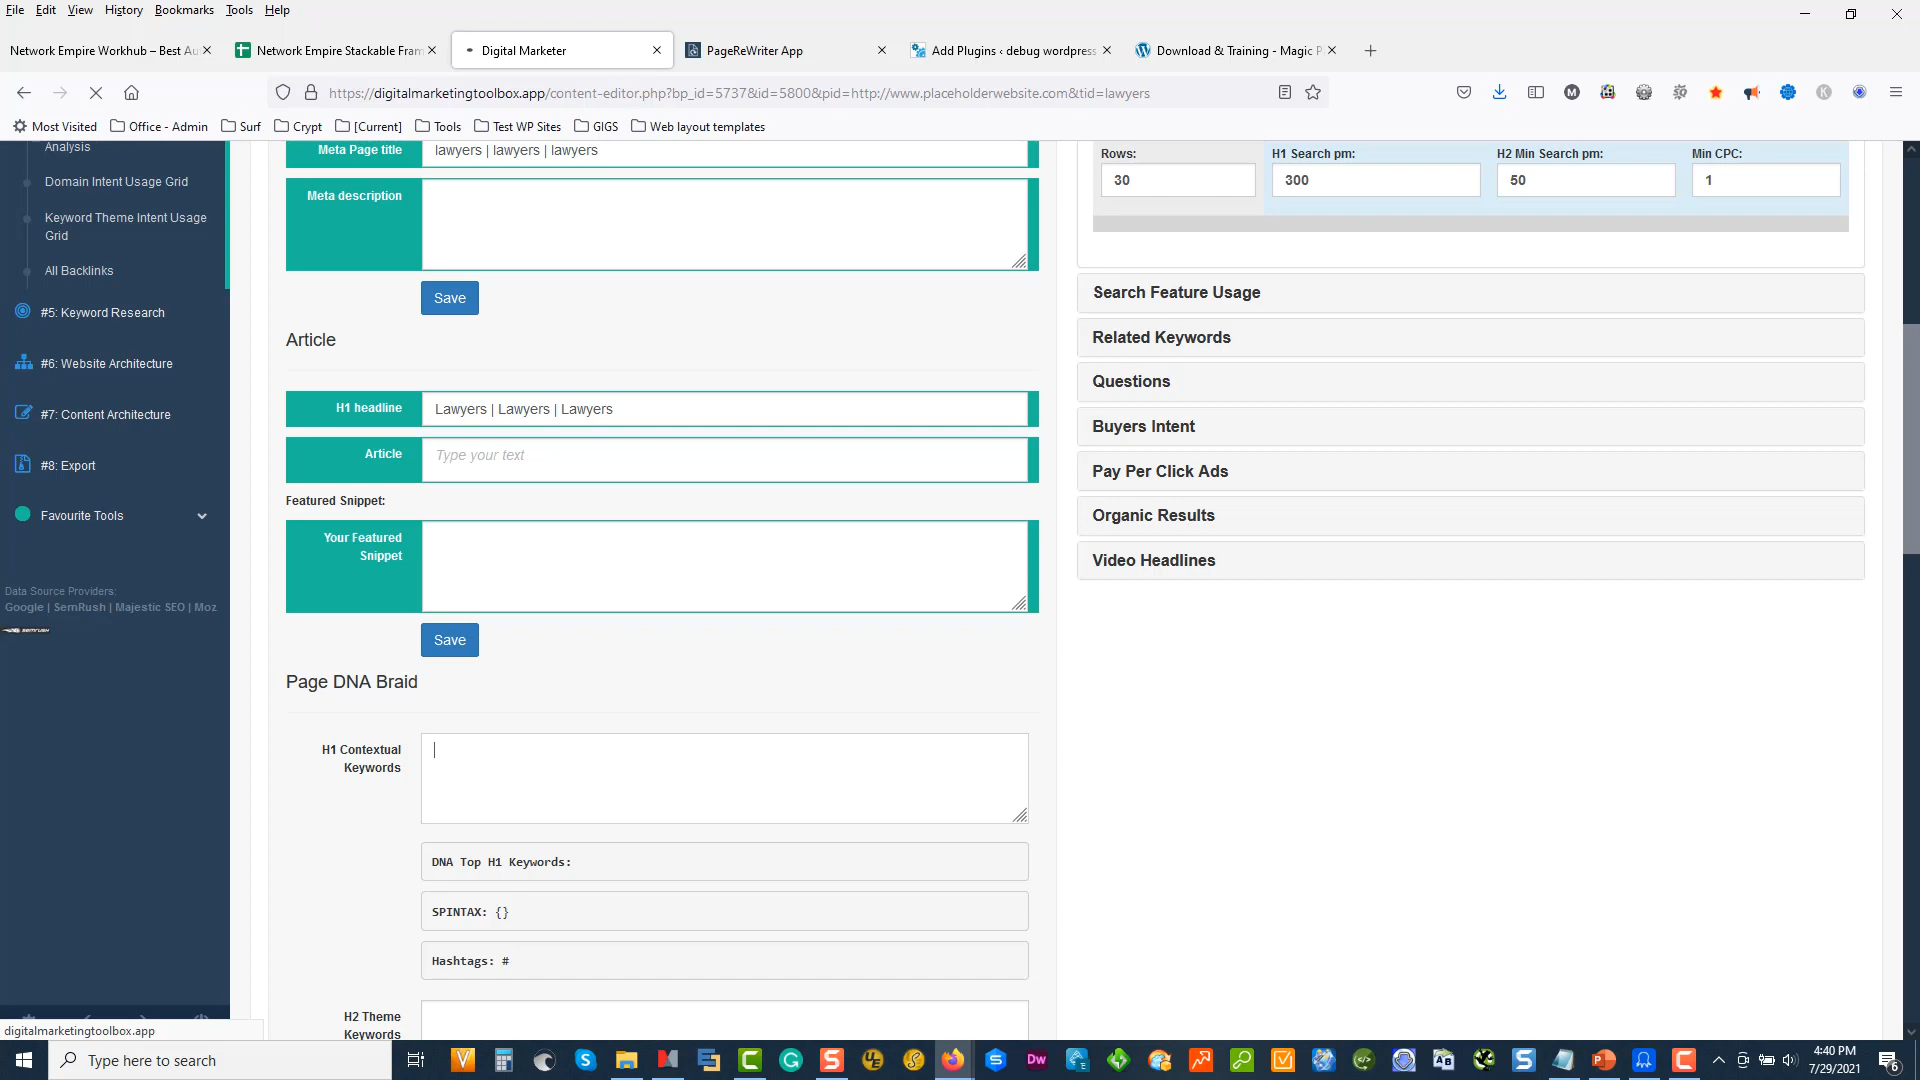 File Edit View History Bookmarks Tools Help
Network Empire Workhub – Best Au
Network Empire Stackable Fram
Digital Marketer
PageReWriter App
Add Plugins ‹ debug wordpress
Download & Training - Magic P
https://digitalmarketingtoolbox.app/content-editor.php?bp_id=5737&id=5800&pid=http://www.placeholderwebsite.com&tid=lawyers
Most Visited
Office - Admin
Surf
Crypt
[Current]
Tools
Test WP Sites
GIGS
Web layout templates
Analysis
Domain Intent Usage Grid
Keyword Theme Intent Usage
Grid
All Backlinks
#5: Keyword Research
#6: Website Architecture
#7: Content Architecture
#8: Export
Favourite Tools
Data Source Providers:
Google | SemRush | Majestic SEO | Moz
SEMRUSH
digitalmarketingtoolbox.app
Meta Page title
lawyers | lawyers | lawyers
Meta description
Save
Article
H1 headline
Lawyers | Lawyers | Lawyers
Article
Type your text
Featured Snippet:
Your Featured
Snippet
Save
Page DNA Braid
H1 Contextual
Keywords
DNA Top H1 Keywords:
SPINTAX: {}
Hashtags: #
H2 Theme
Keywords
Rows:
30
H1 Search pm:
300
H2 Min Search pm:
50
Min CPC:
1
Search Feature Usage
Related Keywords
Questions
Buyers Intent
Pay Per Click Ads
Organic Results
Video Headlines
Type here to search
4:40 PM
7/29/2021
6